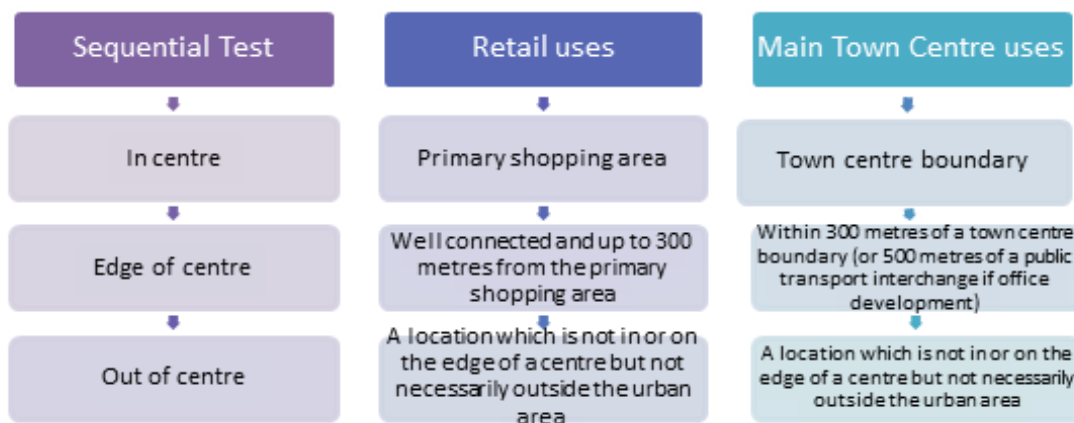 Sequential Test
In centre
Edge of centre
Out of centre
Retail uses
Primary shopping area
Well connected and up to 300
metres from the primary
shopping area
A location which is not in or on
the edge of a centre but not
necessarily outside the urban
area
Main Town Centre uses
Town centre boundary
Within 300 metres of a town centre
boundary (or 500 metres of a public
transport interchange if office
development)
A location which is not in or on the
edge of a centre but not necessarily
outside the urban area